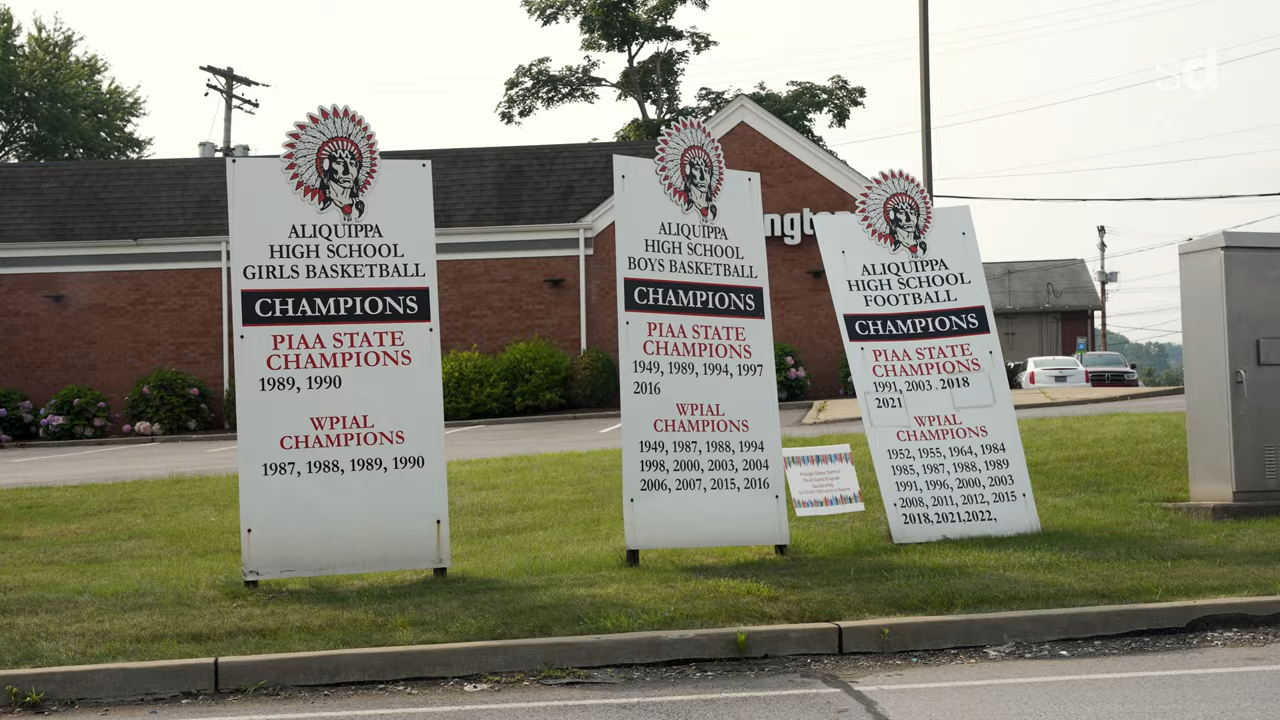 sd
ALIQUIPPA
HIGH SCHOOL
GIRLS BASKETBALL
CHAMPIONS
PIAA STATE
CHAMPIONS
1989, 1990
WPIAL
CHAMPIONS
1987, 1988, 1989, 1990
ALIQUIPPA
HIGH SCHOOL
BOYS BASKETBALL
CHAMPIONS
PIAA STATE
CHAMPIONS
1949, 1989, 1994, 1997
2016
WPIAL
CHAMPIONS
1949, 1987, 1988, 1994
1998, 2000, 2003, 2004
2006, 2007, 2015, 2016
ALIQUIPPA
HIGH SCHOOL
FOOTBALL
CHAMPIONS
PIAA STATE
CHAMPIONS
1991, 2003 2018
2021
WPIAL
CHAMPIONS
1952, 1955, 1964, 1984
1985, 1987, 1988, 1989
1991, 1996, 2000, 2003
2008, 2011, 2012, 2015
2018,2021,2022,